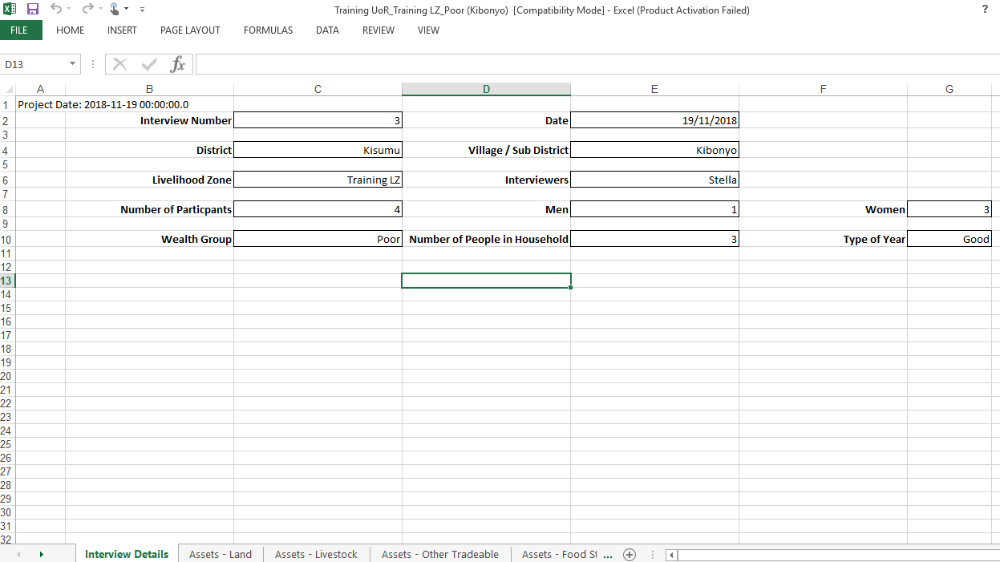 Training UoR_Training LZ_Poor (Kibonyo) [Compatibility Mode] - Excel (Product Activation Failed) ?
FILE HOME INSERT PAGE LAYOUT FORMULAS DATA REVIEW VIEW
D13 fx
A B C D E F G
1 Project Date: 2018-11-19 00:00:00.0
2 Interview Number 3 Date 19/11/2018
3
4 District Kisumu Village / Sub District Kibonyo
5
6 Livelihood Zone Training LZ Interviewers Stella
7
8 Number of Particpants 4 Men 1 Women 3
9
10 Wealth Group Poor Number of People in Household 3 Type of Year Good
11
12
13
14
15
16
17
18
19
20
21
22
23
24
25
26
27
28
29
30
31
32
Interview Details Assets - Land Assets - Livestock Assets - Other Tradeable Assets - Food St ...